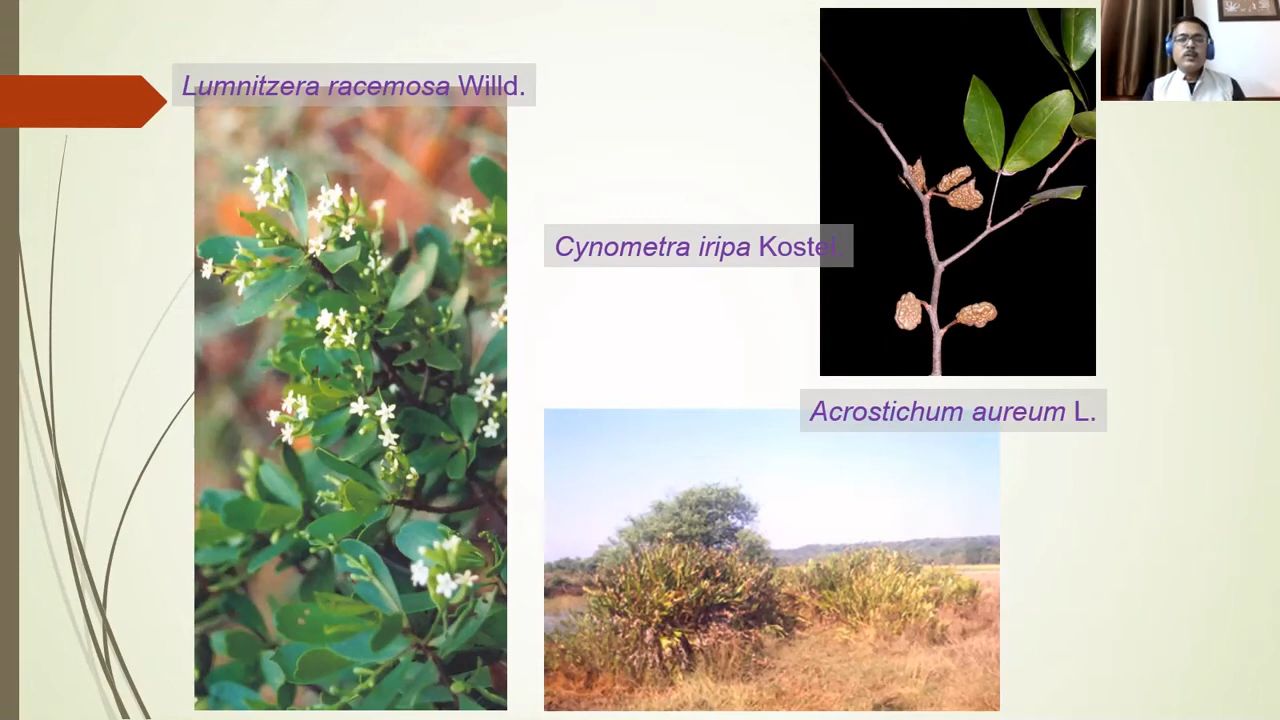 Lumnitzera racemosa Willd.
Cynometra iripa Kostel.
Acrostichum aureum L.